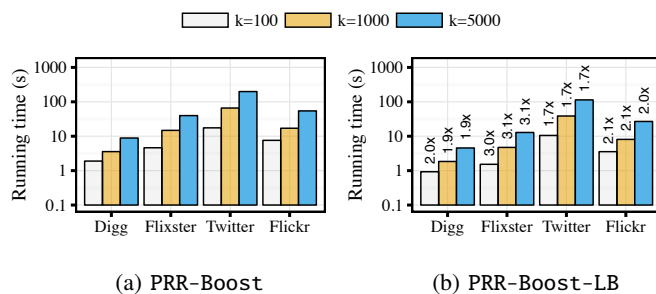 k=100 k=1000 k=5000
Running time (s)
1000
100
10
1
0.1
Digg Flixster Twitter Flickr
(a) PRR-Boost
Running time (s)
1000
100
10
1
0.1
2.0x 1.9x 1.9x 3.0x 3.1x 3.1x 1.7x 1.7x 1.7x 2.1x 2.1x 2.0x
Digg Flixster Twitter Flickr
(b) PRR-Boost-LB